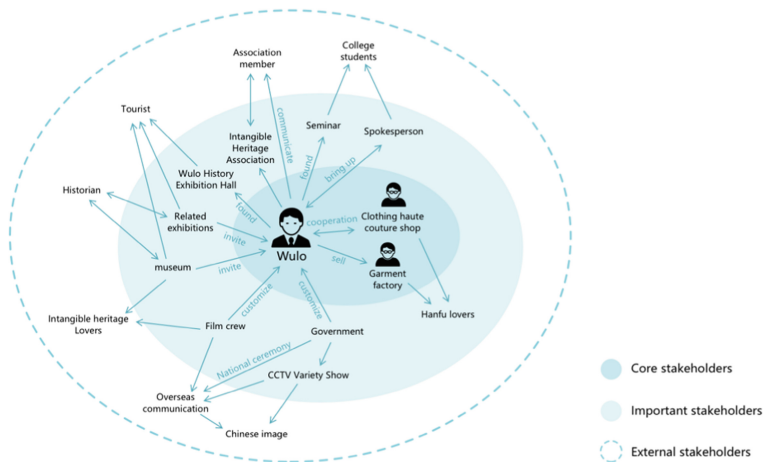 Association
member
College
students
Tourist
communicate
Seminar
Spokesperson
Intangible
Heritage
Association
found
bring up
Wulo History
Exhibition Hall
Historian
Related
exhibitions
found
cooperation
Clothing haute
couture shop
invite
Wulo
sell
museum
invite
Garment
factory
customize
customize
Intangible heritage
Lovers
Film crew
Government
Hanfu lovers
National ceremony
CCTV Variety Show
Overseas
communication
Chinese image
Core stakeholders
Important stakeholders
External stakeholders